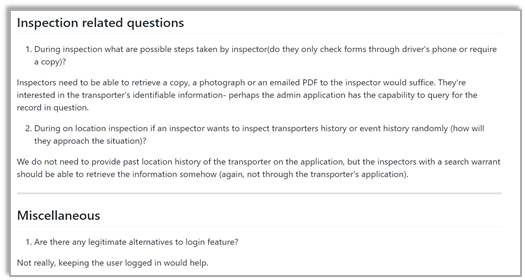 Inspection related questions
1. During inspection what are possible steps taken by inspector(do they only check forms through driver's phone or require
a copy)?
Inspectors need to be able to retrieve a copy, a photograph or an emailed PDF to the inspector would suffice. They're
interested in the transporter's identifiable information- perhaps the admin application has the capability to query for the
record in question.
2. During on location inspection if an inspector wants to inspect transporters history or event history randomly (how will
they approach the situation)?
We do not need to provide past location history of the transporter on the application, but the inspectors with a search warrant
should be able to retrieve the information somehow (again, not through the transporter's application).
Miscellaneous
1. Are there any legitimate alternatives to login feature?
Not really, keeping the user logged in would help.